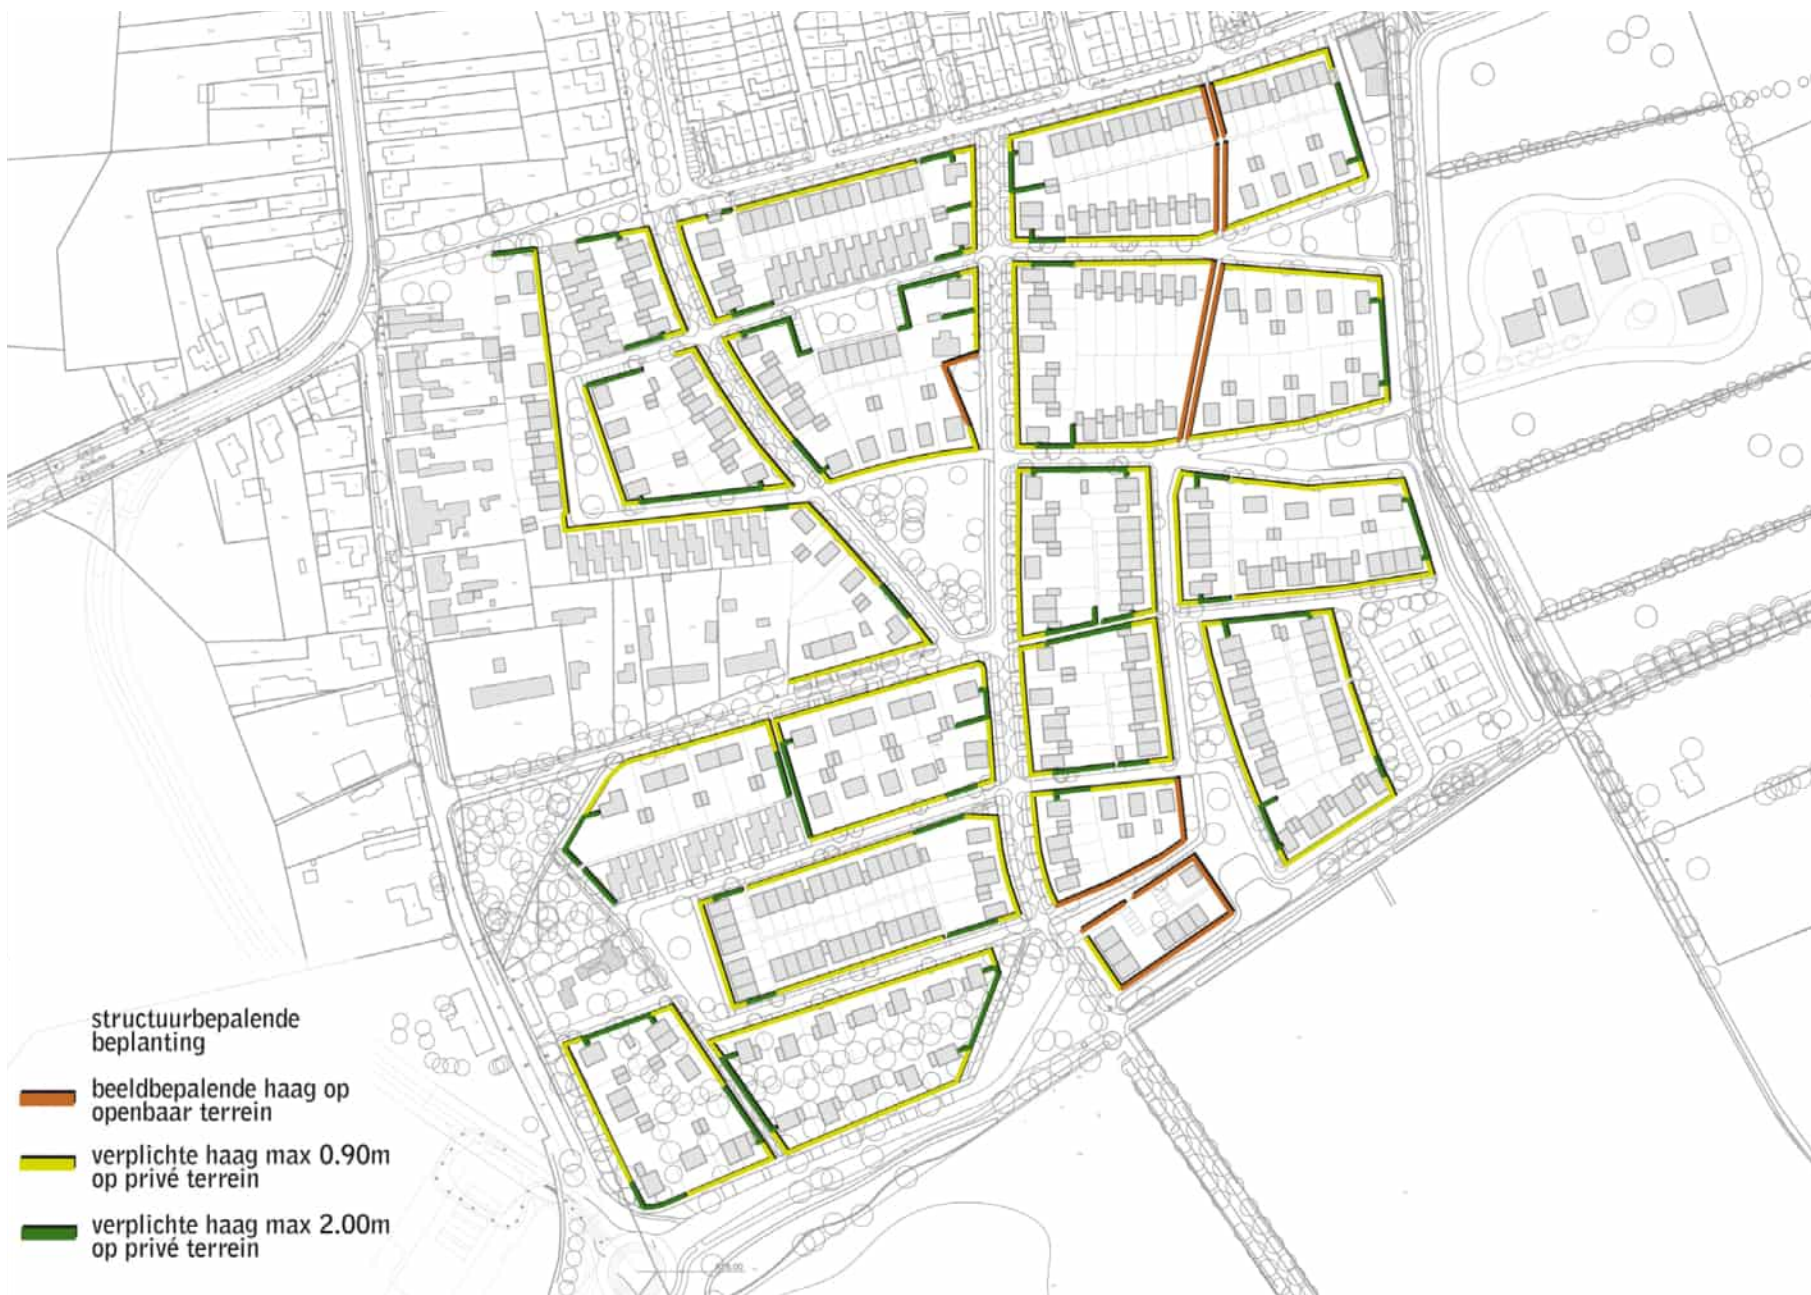 structuurbepalende
beplanting
beeldbepalende haag op
openbaar terrein
verplichte haag max 0.90m
op privé terrein
verplichte haag max 2.00m
op privé terrein